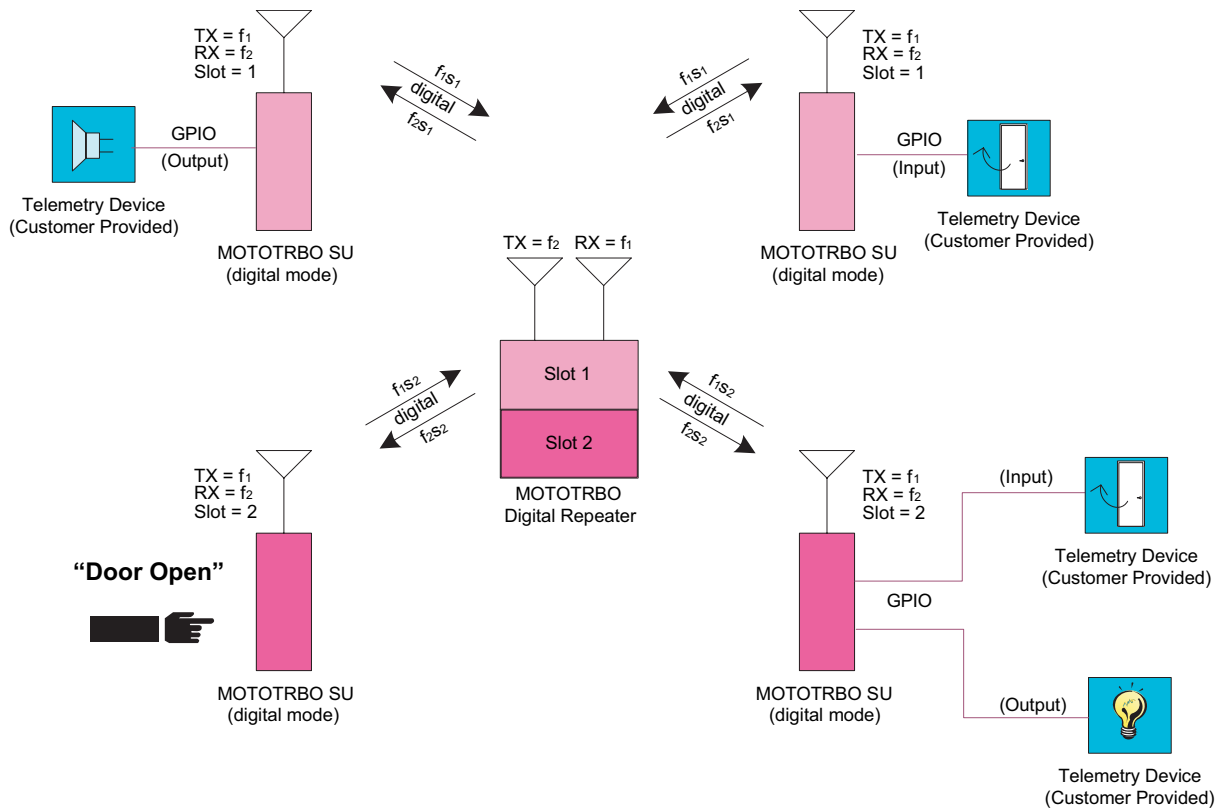 TX = f1
RX = f2
Slot = 1
GPIO
(Output)
Telemetry Device
(Customer Provided)
MOTOTRBO SU
(digital mode)
f1s1
digital
f2s1
f1s1
digital
f2s1
TX = f1
RX = f2
Slot = 1
GPIO
(Input)
Telemetry Device
(Customer Provided)
MOTOTRBO SU
(digital mode)
TX = f2
RX = f1
Slot 1
Slot 2
MOTOTRBO
Digital Repeater
f1s2
digital
f2s2
f1s2
digital
f2s2
TX = f1
RX = f2
Slot = 2
“Door Open”
MOTOTRBO SU
(digital mode)
TX = f1
RX = f2
Slot = 2
GPIO
MOTOTRBO SU
(digital mode)
(Input)
Telemetry Device
(Customer Provided)
(Output)
Telemetry Device
(Customer Provided)